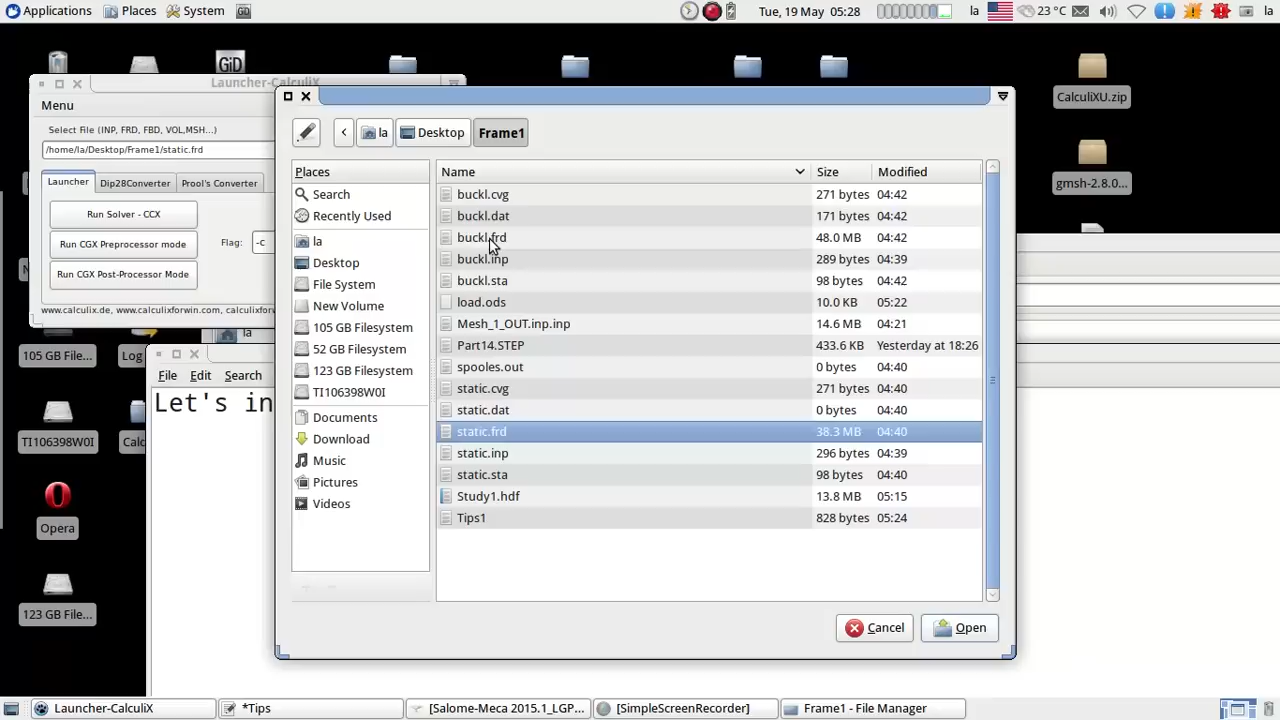 Applications Places System Tue, 19 May 05:28 la 23 °C la
GiD
Launcher-CalculiX
Menu
Select File (INP, FRD, FBD, VOL,MSH...)
/home/la/Desktop/Frame1/static.frd
Launcher Dip28Converter Prool's Converter
Run Solver - CCX
Run CGX Preprocessor mode Flag: -c
Run CGX Post-Processor Mode
www.calculix.de, www.calculixforwin.com, calculixfor
la Desktop Frame1
Places
Search
Recently Used
la
Desktop
File System
New Volume
105 GB Filesystem
52 GB Filesystem
123 GB Filesystem
TI106398W0I
Documents
Download
Music
Pictures
Videos
Name Size Modified
buckl.cvg 271 bytes 04:42
buckl.dat 171 bytes 04:42
buckl.frd 48.0 MB 04:42
buckl.inp 289 bytes 04:39
buckl.sta 98 bytes 04:42
load.ods 10.0 KB 05:22
Mesh_1_OUT.inp.inp 14.6 MB 04:21
Part14.STEP 433.6 KB Yesterday at 18:26
spooles.out 0 bytes 04:40
static.cvg 271 bytes 04:40
static.dat 0 bytes 04:40
static.frd 38.3 MB 04:40
static.inp 296 bytes 04:39
static.sta 98 bytes 04:40
Study1.hdf 13.8 MB 05:15
Tips1 828 bytes 05:24
Cancel Open
CalculiXU.zip
gmsh-2.8.0...
la
105 GB File... Log
File Edit Search
Let's in
TI106398W0I Calc
Opera
123 GB File...
Launcher-CalculiX *Tips [Salome-Meca 2015.1_LGP... [SimpleScreenRecorder] Frame1 - File Manager